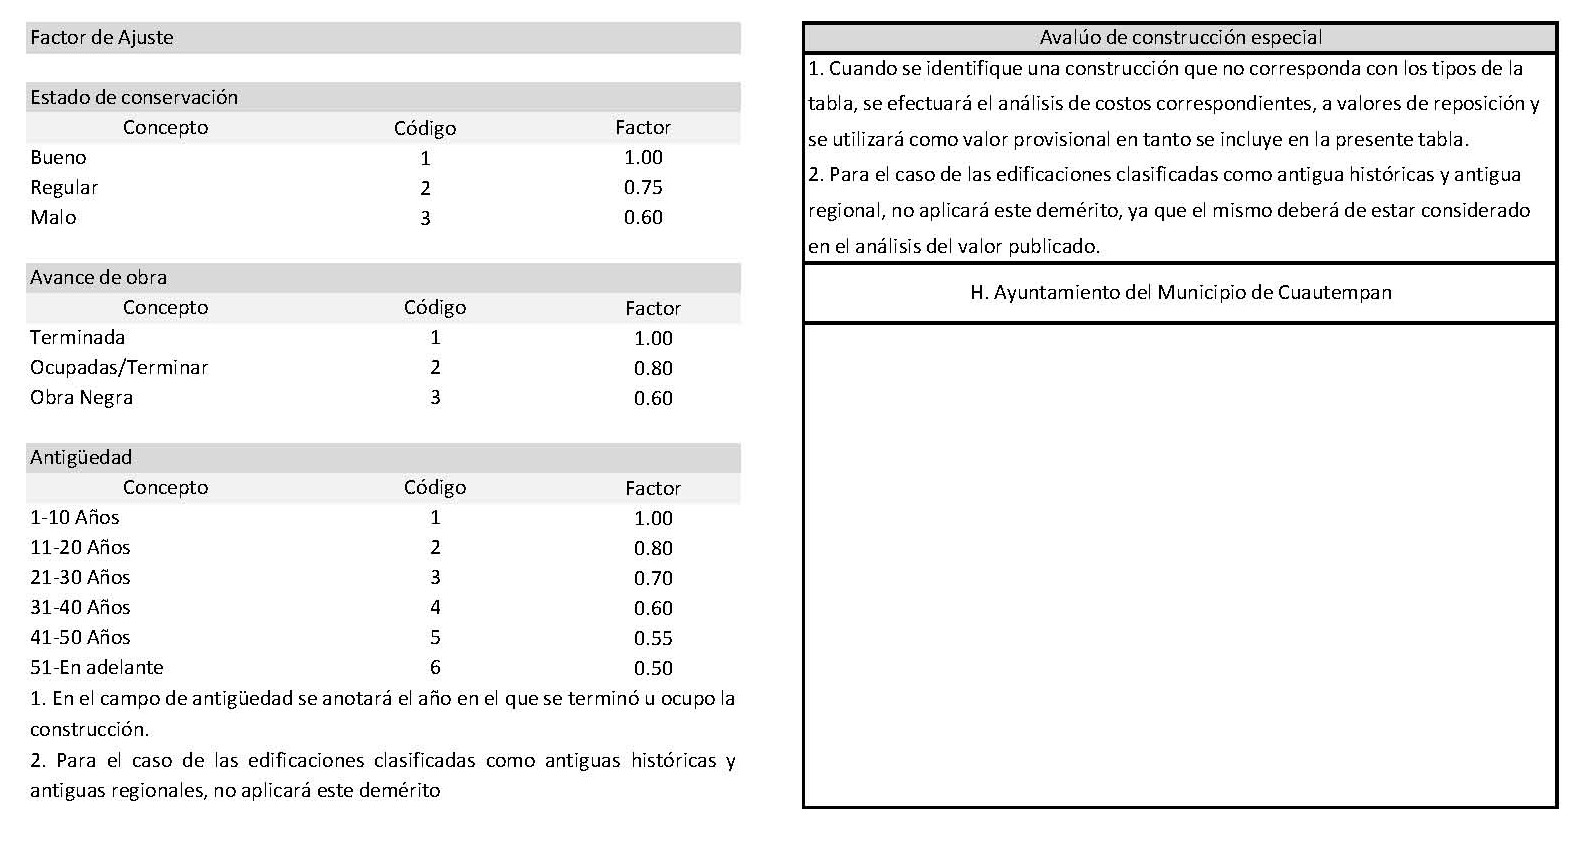 Factor de Ajuste
Estado de conservación
Concepto Código Factor
Bueno 1 1.00
Regular 2 0.75
Malo 3 0.60
Avance de obra
Concepto Código Factor
Terminada 1 1.00
Ocupadas/Terminar 2 0.80
Obra Negra 3 0.60
Antigüedad
Concepto Código Factor
1-10 Años 1 1.00
11-20 Años 2 0.80
21-30 Años 3 0.70
31-40 Años 4 0.60
41-50 Años 5 0.55
51-En adelante 6 0.50
1. En el campo de antigüedad se anotará el año en el que se terminó u ocupo la
construcción.
2. Para el caso de las edificaciones clasificadas como antiguas históricas y
antiguas regionales, no aplicará este demérito
Avalúo de construcción especial
1. Cuando se identifique una construcción que no corresponda con los tipos de la
tabla, se efectuará el análisis de costos correspondientes, a valores de reposición y
se utilizará como valor provisional en tanto se incluye en la presente tabla.
2. Para el caso de las edificaciones clasificadas como antigua históricas y antigua
regional, no aplicará este demérito, ya que el mismo deberá de estar considerado
en el análisis del valor publicado.
H. Ayuntamiento del Municipio de Cuautempan